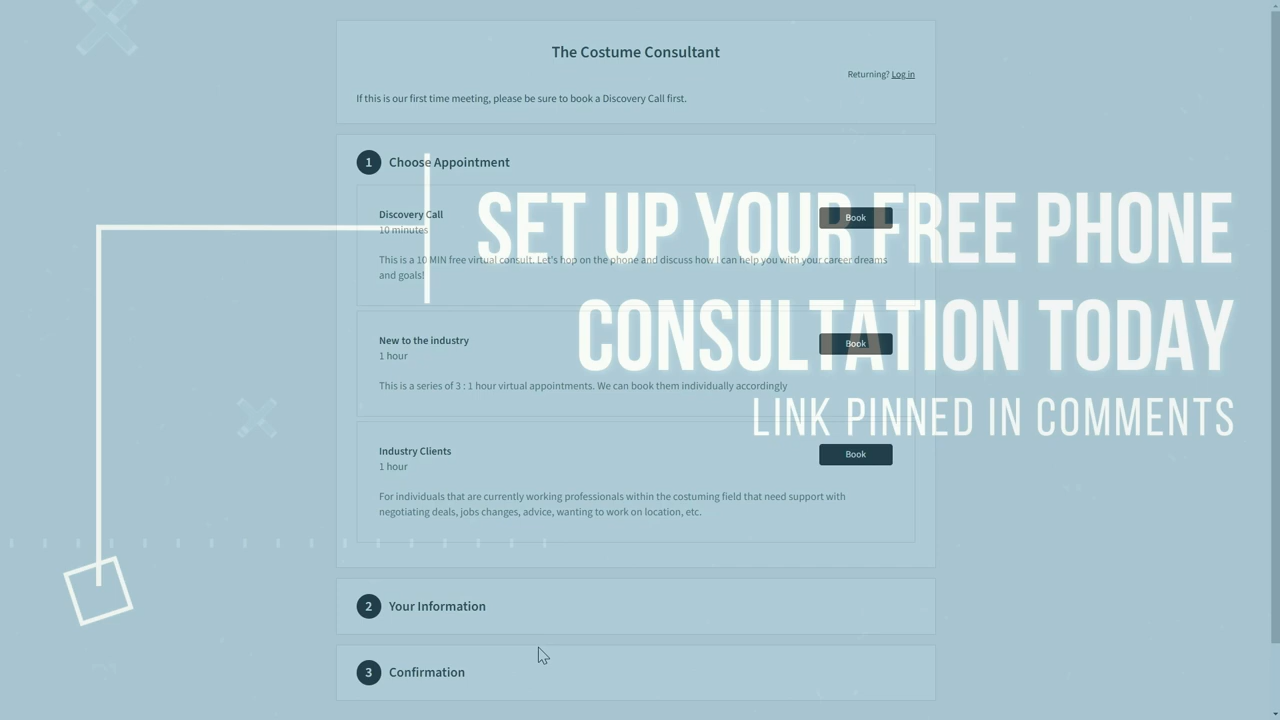 The Costume Consultant
Returning? Log in
If this is our first time meeting, please be sure to book a Discovery Call first.
1 Choose Appointment
SET UP YOUR FREE PHONE
CONSULTATION TODAY
LINK PINNED IN COMMENTS
Discovery Call
10 minutes
Book
This is a 10 MIN free virtual consult. Let's hop on the phone and discuss how I can help you with your career dreams
and goals!
New to the industry
1 hour
Book
This is a series of 3 : 1 hour virtual appointments. We can book them individually accordingly
Industry Clients
1 hour
Book
For individuals that are currently working professionals within the costuming field that need support with
negotiating deals, jobs changes, advice, wanting to work on location, etc.
2 Your Information
3 Confirmation